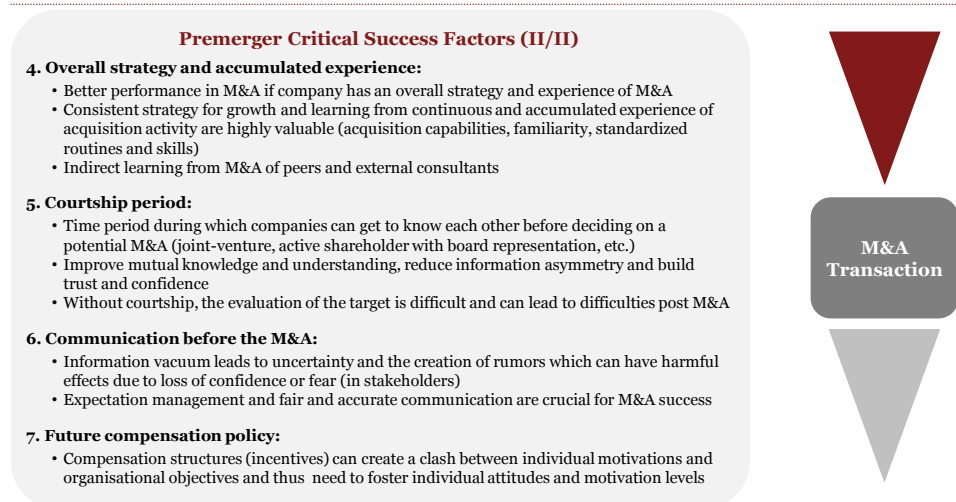 Premerger Critical Success Factors (II/II)
4. Overall strategy and accumulated experience:
• Better performance in M&A if company has an overall strategy and experience of M&A
• Consistent strategy for growth and learning from continuous and accumulated experience of
acquisition activity are highly valuable (acquisition capabilities, familiarity, standardized
routines and skills)
• Indirect learning from M&A of peers and external consultants
5. Courtship period:
• Time period during which companies can get to know each other before deciding on a
potential M&A (joint-venture, active shareholder with board representation, etc.)
• Improve mutual knowledge and understanding, reduce information asymmetry and build
trust and confidence
• Without courtship, the evaluation of the target is difficult and can lead to difficulties post M&A
6. Communication before the M&A:
• Information vacuum leads to uncertainty and the creation of rumors which can have harmful
effects due to loss of confidence or fear (in stakeholders)
• Expectation management and fair and accurate communication are crucial for M&A success
7. Future compensation policy:
• Compensation structures (incentives) can create a clash between individual motivations and
organisational objectives and thus need to foster individual attitudes and motivation levels
M&A
Transaction